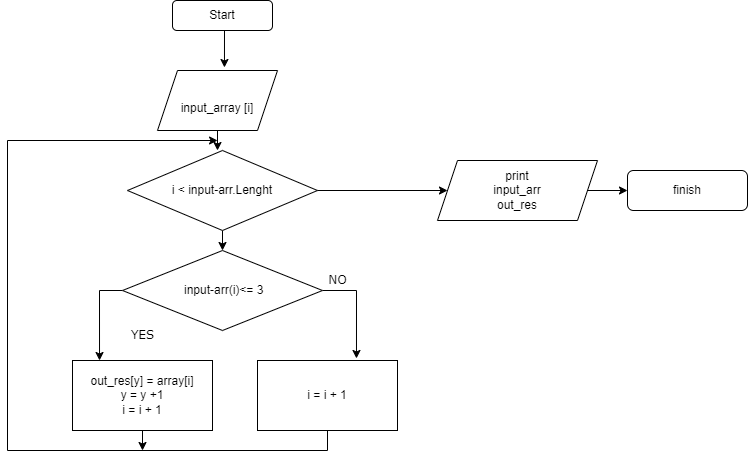 Start
input_array [i]
i < input-arr.Lenght
print
input_arr
out_res
finish
input-arr(i)<= 3
NO
YES
out_res[y] = array[i]
y = y +1
i = i + 1
i = i + 1